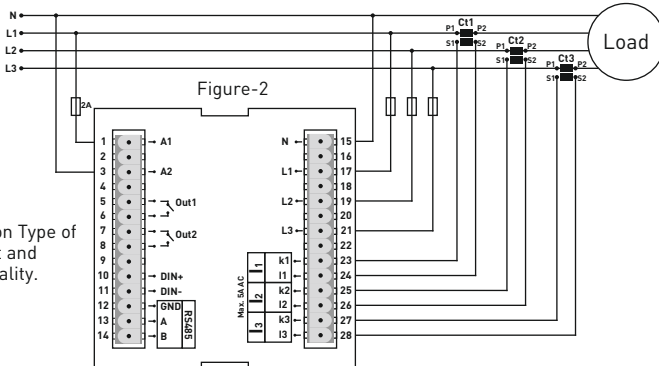 N
L1
L2
L3
P1 Ct1 P2
S1 S2
P1 Ct2 P2
S1 S2
P1 Ct3 P2
S1 S2
Load
Figure-2
2A
1 A1
2
3 A2
4
5 Out1
6
7 Out2
8
9
10 DIN+
11 DIN-
12 GND
13 A
14 B
RS485
N 15
16
L1 17
18
L2 19
20
L3 21
22
k1 23
l1 24
k2 25
l2 26
k3 27
l3 28
I1
I2
I3
Max. 5A AC
on Type of
t and
ality.